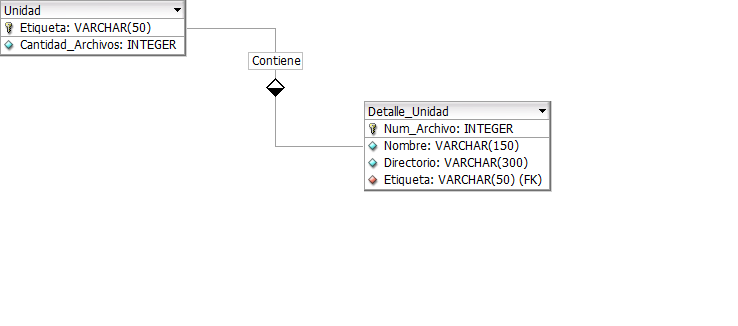 Unidad
Etiqueta: VARCHAR(50)
Cantidad_Archivos: INTEGER
Contiene
Detalle_Unidad
Num_Archivo: INTEGER
Nombre: VARCHAR(150)
Directorio: VARCHAR(300)
Etiqueta: VARCHAR(50) (FK)